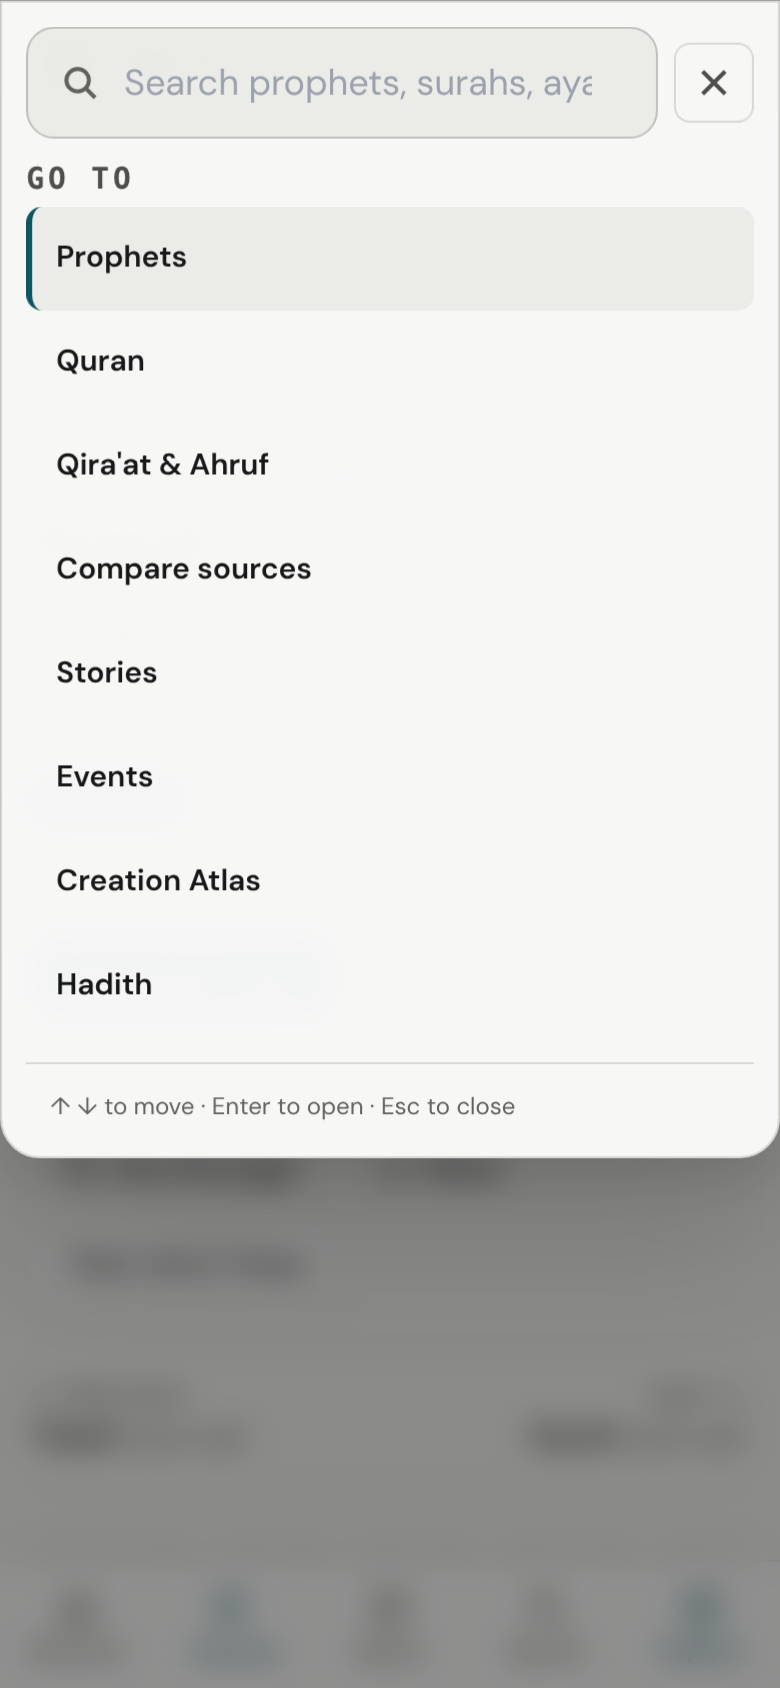 Search prophets, surahs, aya
GO TO
Prophets
Quran
Qira'at & Ahruf
Compare sources
Stories
Events
Creation Atlas
Hadith
↑ ↓ to move · Enter to open · Esc to close